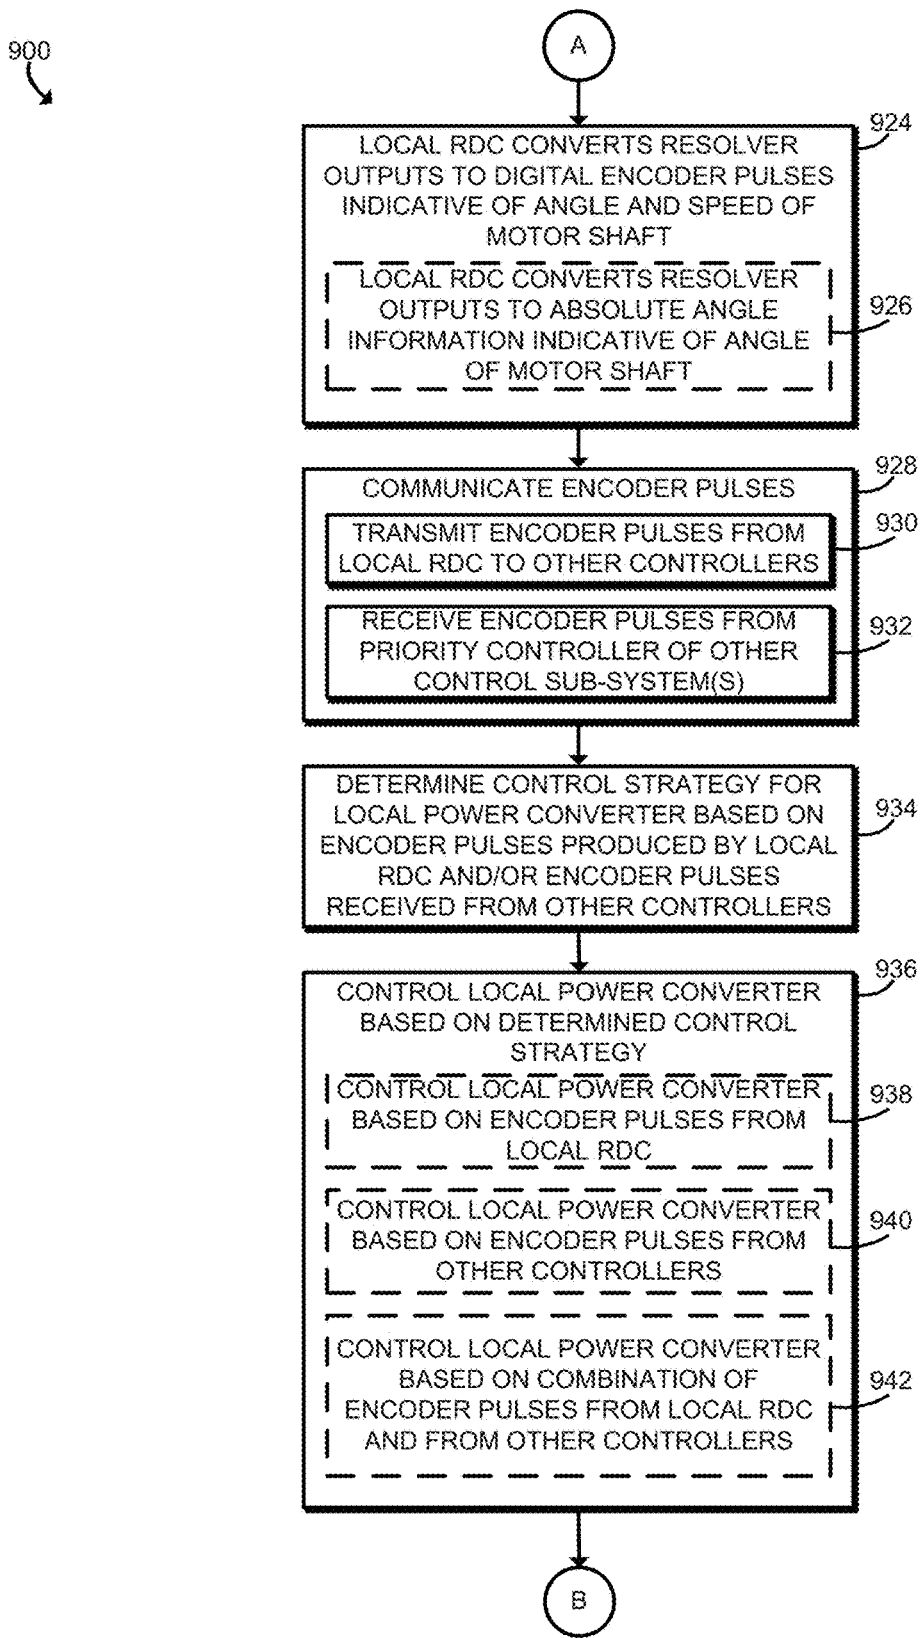 900
A
924
LOCAL RDC CONVERTS RESOLVER
OUTPUTS TO DIGITAL ENCODER PULSES
INDICATIVE OF ANGLE AND SPEED OF
MOTOR SHAFT
926
LOCAL RDC CONVERTS RESOLVER
OUTPUTS TO ABSOLUTE ANGLE
INFORMATION INDICATIVE OF ANGLE
OF MOTOR SHAFT
928
COMMUNICATE ENCODER PULSES
930
TRANSMIT ENCODER PULSES FROM
LOCAL RDC TO OTHER CONTROLLERS
932
RECEIVE ENCODER PULSES FROM
PRIORITY CONTROLLER OF OTHER
CONTROL SUB-SYSTEM(S)
934
DETERMINE CONTROL STRATEGY FOR
LOCAL POWER CONVERTER BASED ON
ENCODER PULSES PRODUCED BY LOCAL
RDC AND/OR ENCODER PULSES
RECEIVED FROM OTHER CONTROLLERS
936
CONTROL LOCAL POWER CONVERTER
BASED ON DETERMINED CONTROL
STRATEGY
938
CONTROL LOCAL POWER CONVERTER
BASED ON ENCODER PULSES FROM
LOCAL RDC
940
CONTROL LOCAL POWER CONVERTER
BASED ON ENCODER PULSES FROM
OTHER CONTROLLERS
942
CONTROL LOCAL POWER CONVERTER
BASED ON COMBINATION OF
ENCODER PULSES FROM LOCAL RDC
AND FROM OTHER CONTROLLERS
B